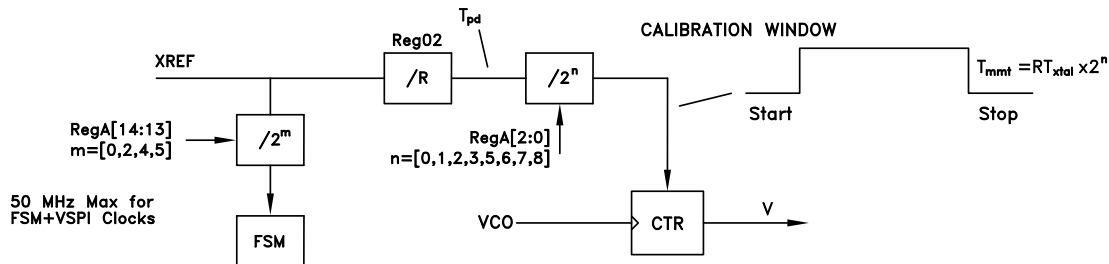 T_pd
CALIBRATION WINDOW
Reg02
XREF
/R
/2^n
T_mmt =RT_xtal x2^n
Start
Stop
RegA[14:13]
m=[0,2,4,5]
/2^m
RegA[2:0]
n=[0,1,2,3,5,6,7,8]
50 MHz Max for
FSM+VSPI Clocks
FSM
VCO
CTR
V